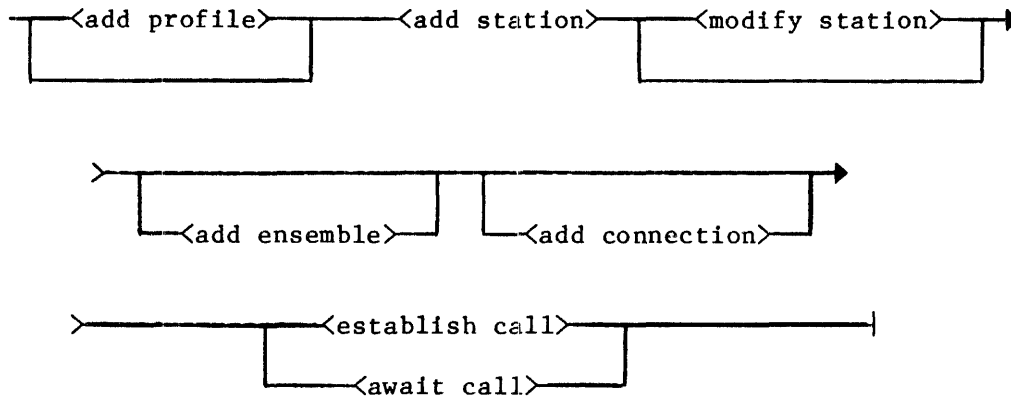 <add profile> <add station> <modify station>
<add ensemble> <add connection>
<establish call>
<await call>